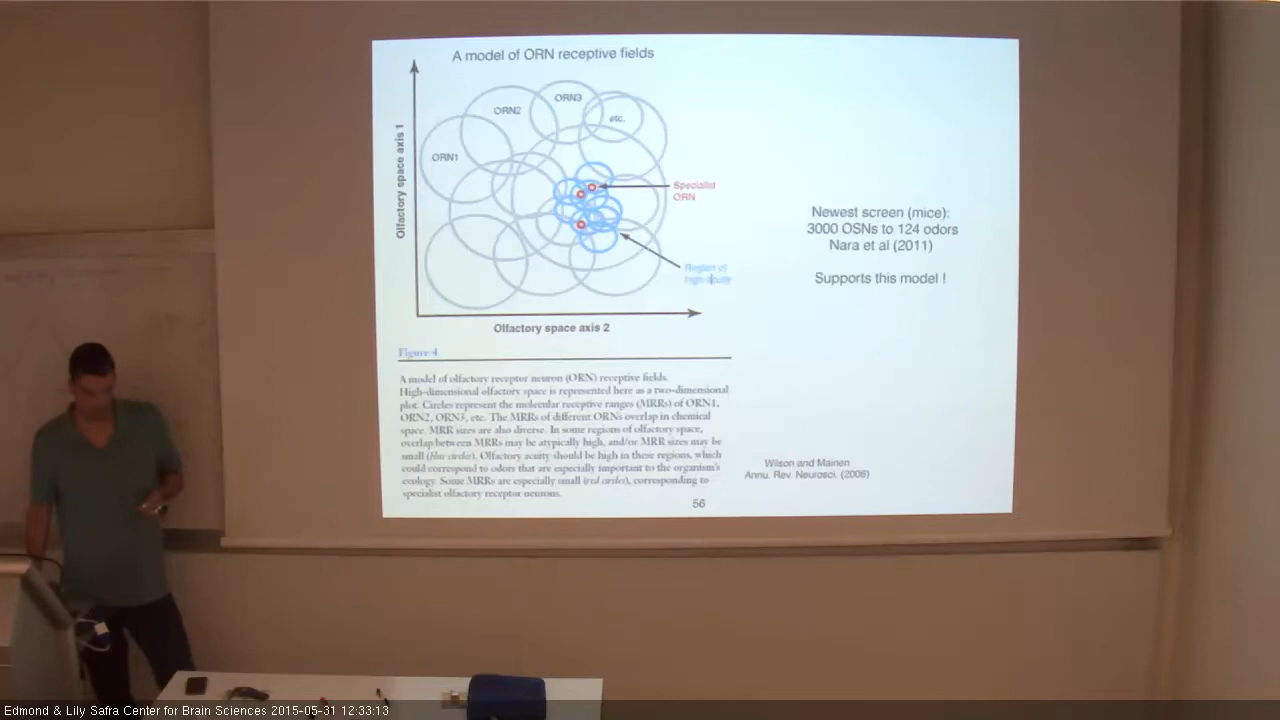 A model of ORN receptive fields
Olfactory space axis 1
ORN1
ORN2
ORN3
etc.
Specialist
ORN
Region of
high acuity
Olfactory space axis 2
Figure 4
A model of olfactory receptor neuron (ORN) receptive fields.
High-dimensional olfactory space is represented here as a two-dimensional
plot. Circles represent the molecular receptive ranges (MRRs) of ORN1,
ORN2, ORN3, etc. The MRRs of different ORNs overlap in chemical
space. MRR sizes are also diverse. In some regions of olfactory space,
overlap between MRRs may be atypically high, and/or MRR sizes may be
small (blue circles). Olfactory acuity should be high in these regions, which
could correspond to odors that are especially important to the organism's
ecology. Some MRRs are especially small (red circles), corresponding to
specialist olfactory receptor neurons.
Newest screen (mice):
3000 OSNs to 124 odors
Nara et al (2011)
Supports this model !
Wilson and Mainen
Annu. Rev. Neurosci. (2006)
56
Edmond & Lily Safra Center for Brain Sciences 2015-05-31 12:33:13